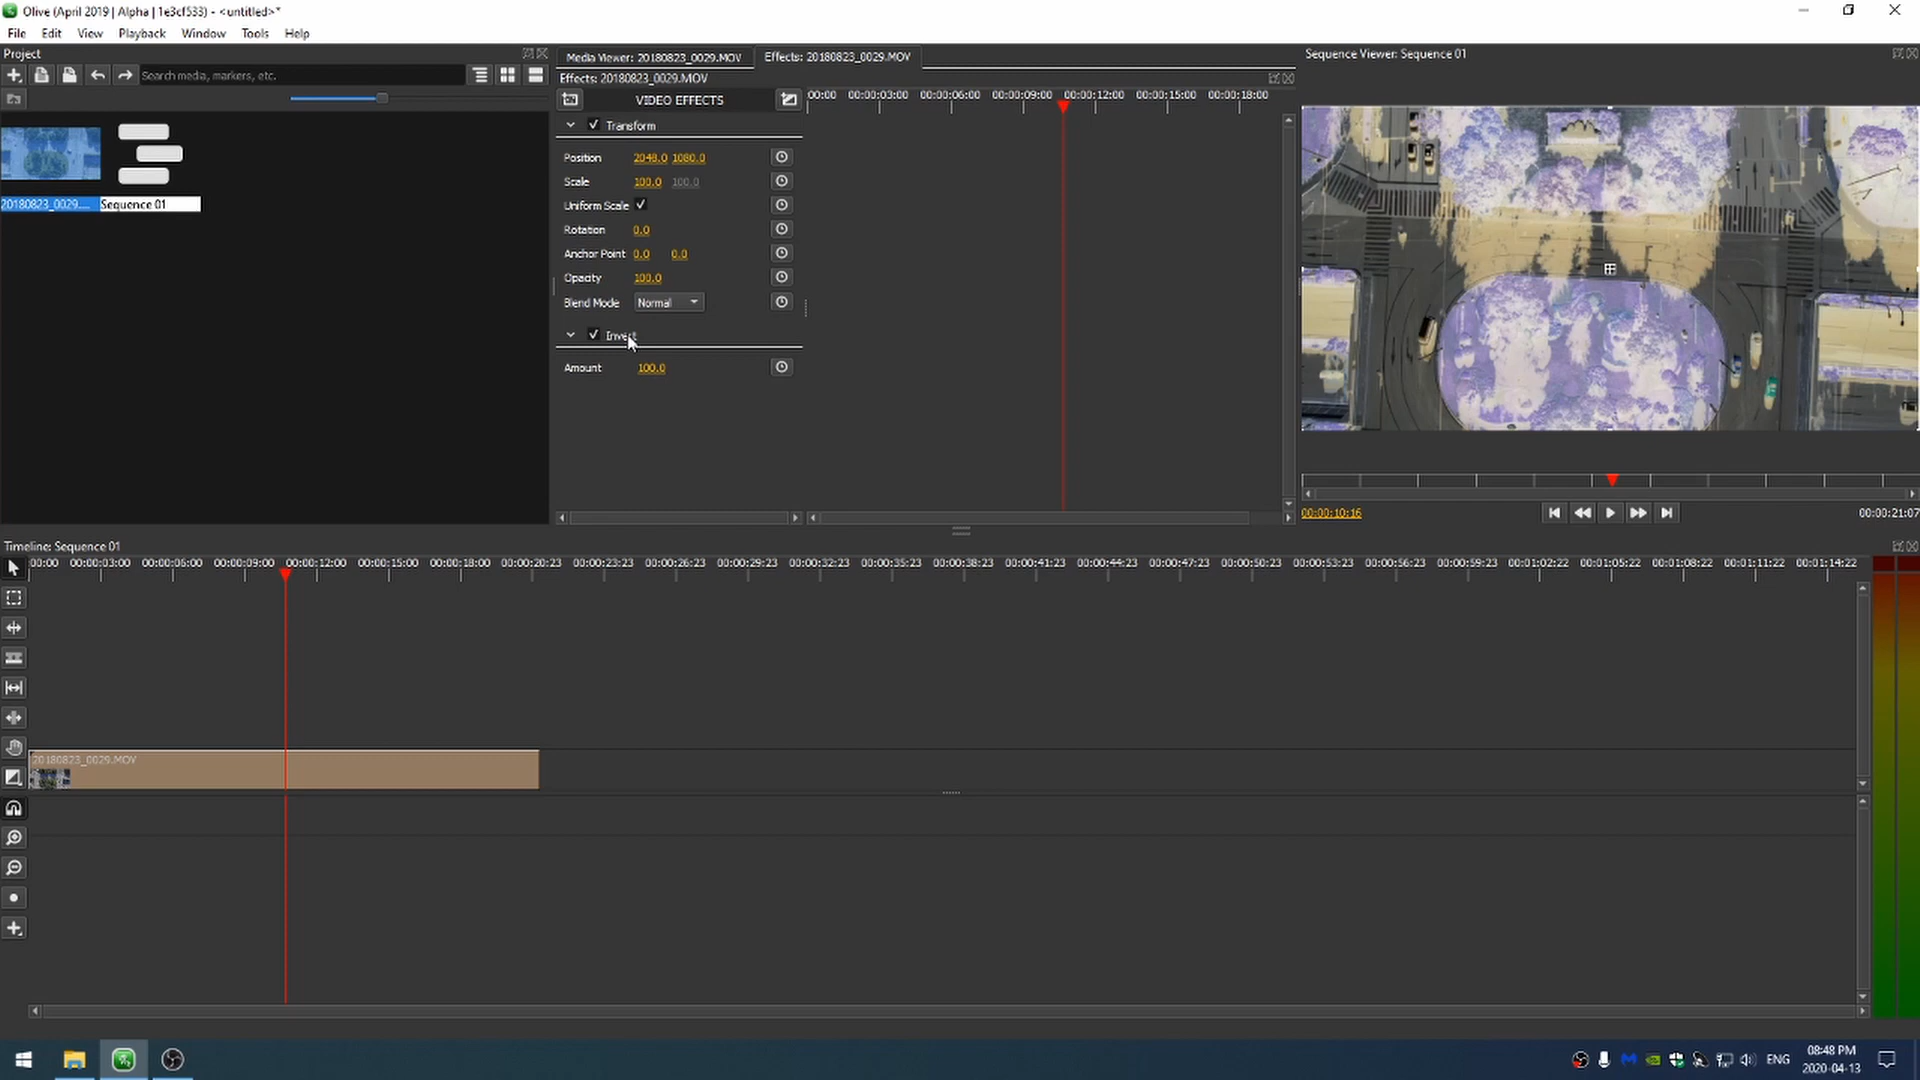 Olive (April 2019 | Alpha | 1e3cf533) - <untitled>*
File Edit View Playback Window Tools Help
Project
Search media, markers, etc.
20180823_0029.... Sequence 01
Media Viewer: 20180823_0029.MOV Effects: 20180823_0029.MOV
Effects: 20180823_0029.MOV
VIDEO EFFECTS
00:00 00:00:03:00 00:00:06:00 00:00:09:00 00:00:12:00 00:00:15:00 00:00:18:00
Transform
Position 2048.0 1080.0
Scale 100.0 100.0
Uniform Scale
Rotation 0.0
Anchor Point 0.0 0.0
Opacity 100.0
Blend Mode Normal
Invert
Amount 100.0
Sequence Viewer: Sequence 01
00:00:10:16
00:00:21:07
Timeline: Sequence 01
:00:00 00:00:03:00 00:00:06:00 00:00:09:00 00:00:12:00 00:00:15:00 00:00:18:00 00:00:20:23 00:00:23:23 00:00:26:23 00:00:29:23 00:00:32:23 00:00:35:23 00:00:38:23 00:00:41:23 00:00:44:23 00:00:47:23 00:00:50:23 00:00:53:23 00:00:56:23 00:00:59:23 00:01:02:22 00:01:05:22 00:01:08:22 00:01:11:22 00:01:14:22
20180823_0029.MOV
ENG
08:48 PM
2020-04-13